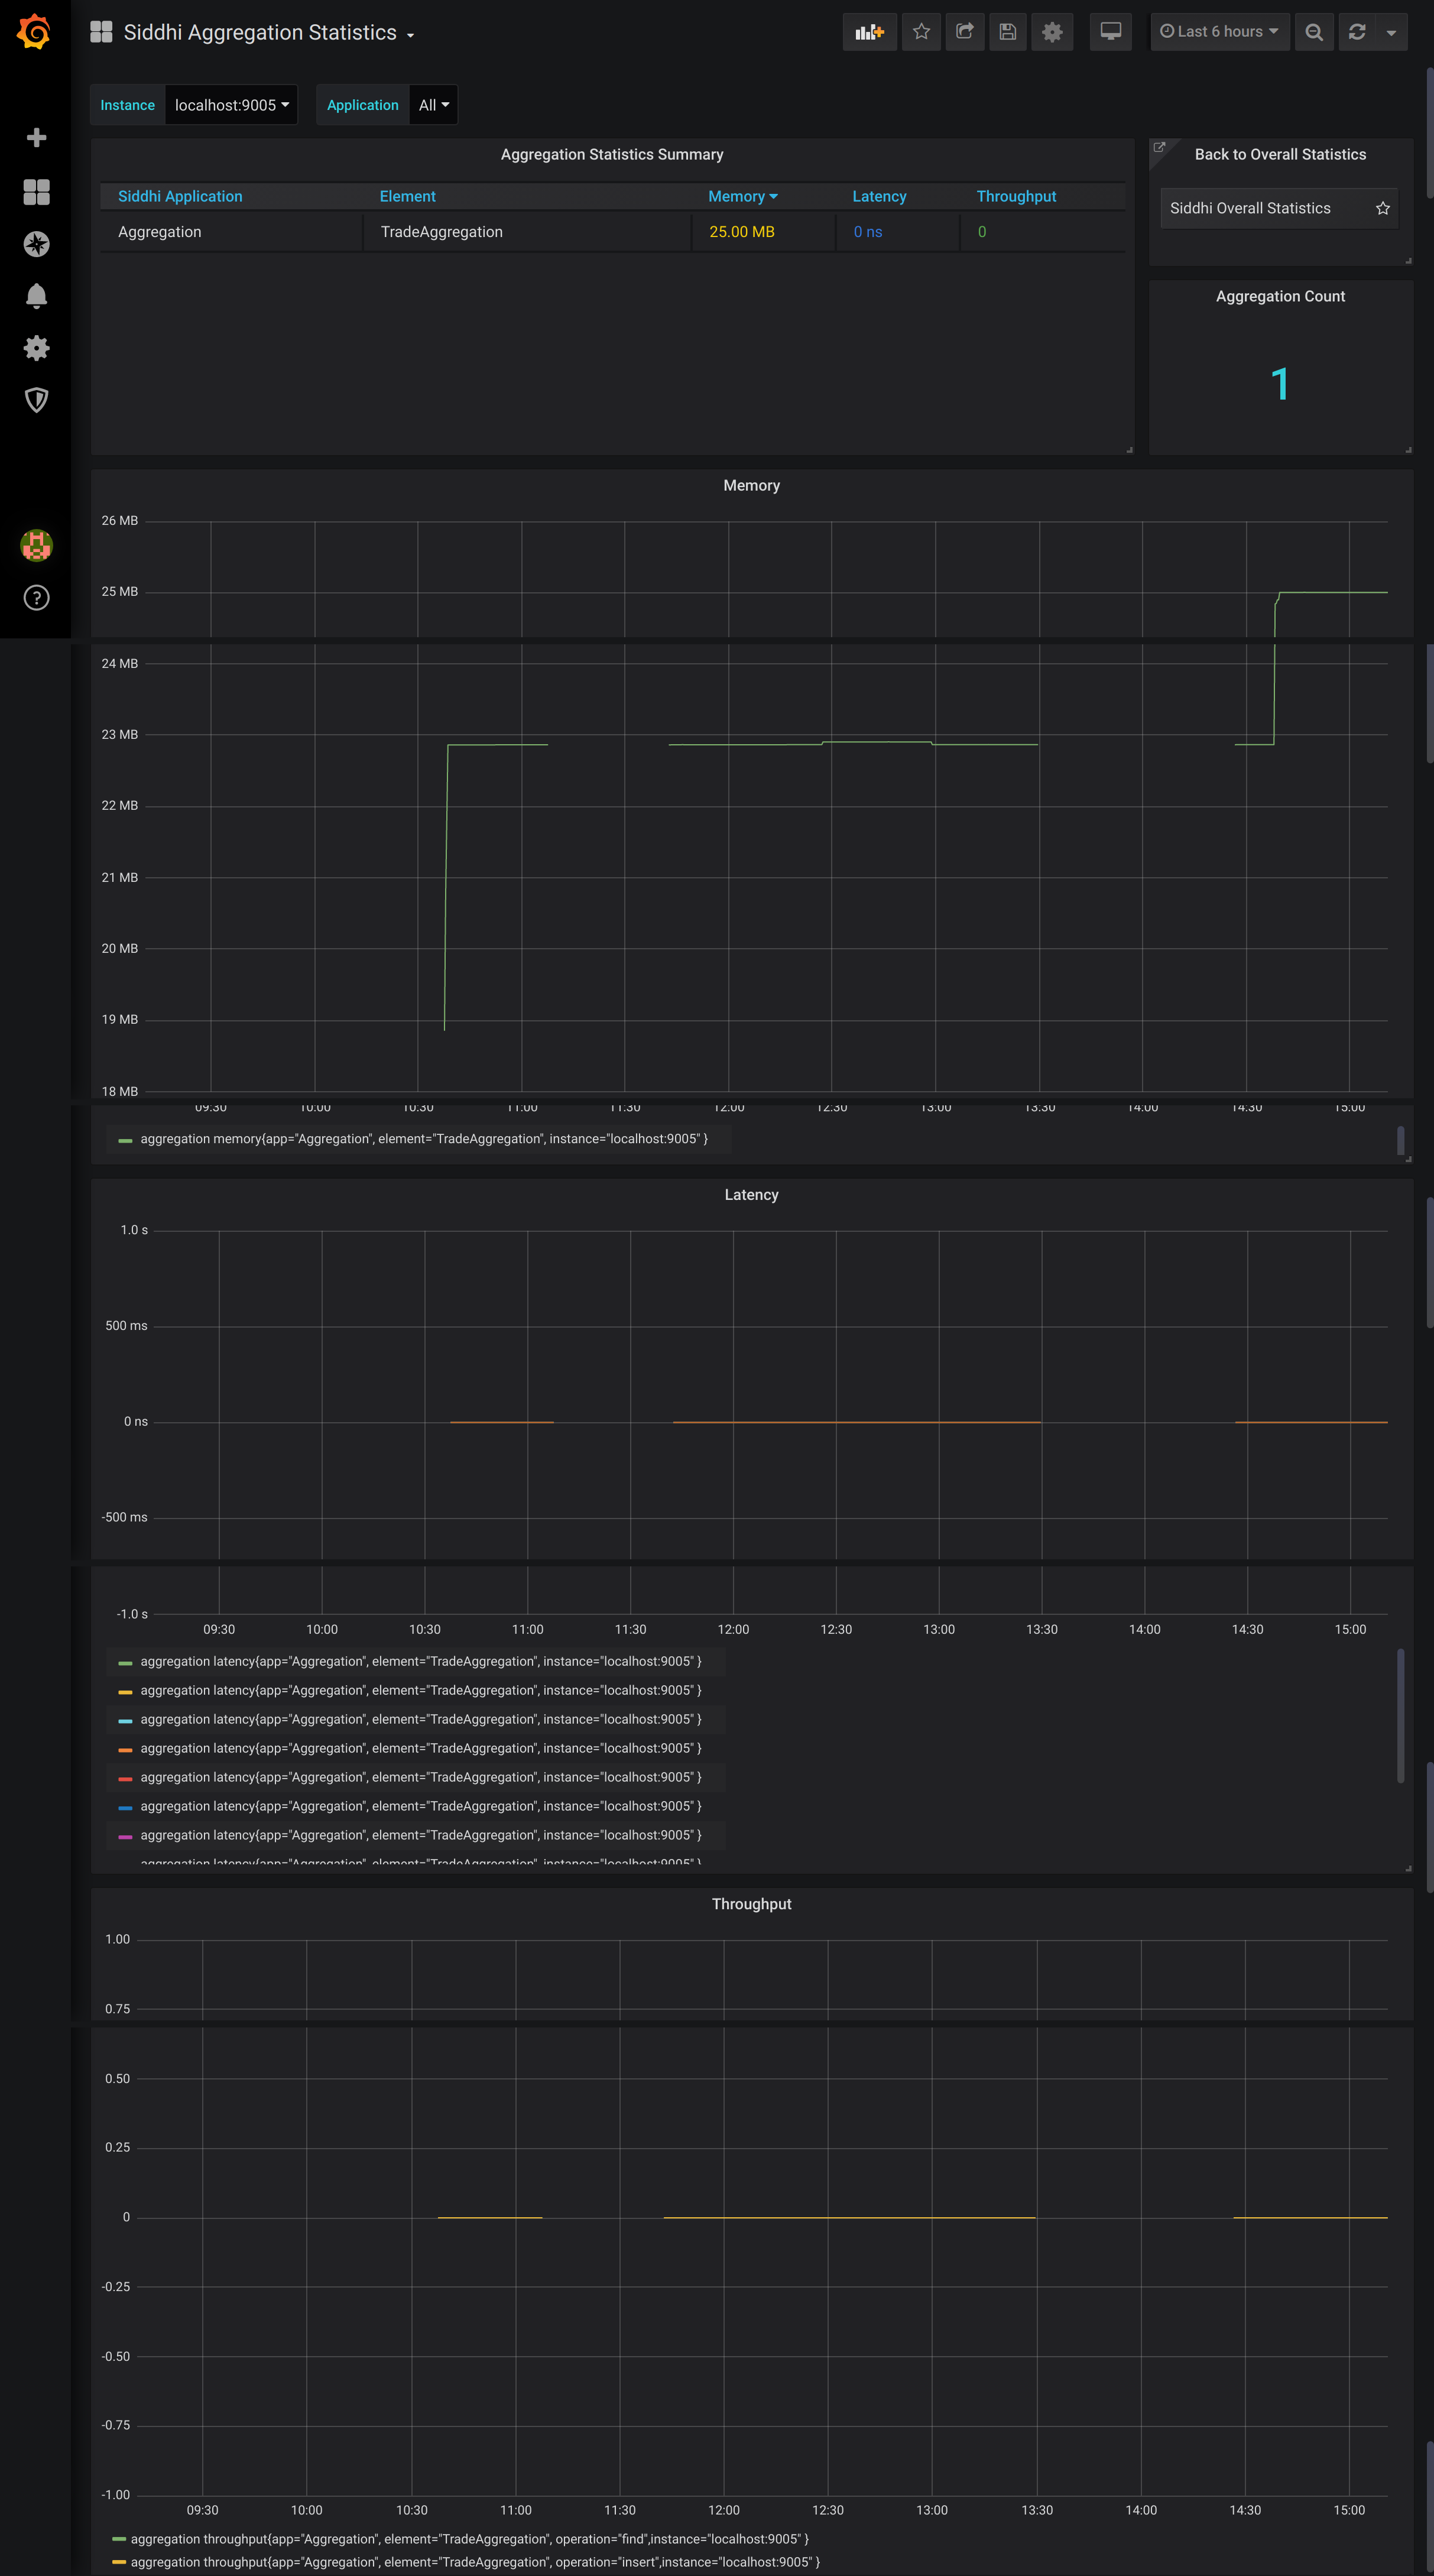 Siddhi Aggregation Statistics
Last 6 hours
Instance localhost:9005 Application All
Aggregation Statistics Summary
Siddhi Application Element Memory Latency Throughput
Aggregation TradeAggregation 25.00 MB 0 ns 0
Back to Overall Statistics
Siddhi Overall Statistics
Aggregation Count
1
Memory
26 MB
25 MB
24 MB
23 MB
22 MB
21 MB
20 MB
19 MB
18 MB
09:30 10:00 10:30 11:00 11:30 12:00 12:30 13:00 13:30 14:00 14:30 15:00
aggregation memory{app="Aggregation", element="TradeAggregation", instance="localhost:9005" }
Latency
1.0 s
500 ms
0 ns
-500 ms
-1.0 s
09:30 10:00 10:30 11:00 11:30 12:00 12:30 13:00 13:30 14:00 14:30 15:00
aggregation latency{app="Aggregation", element="TradeAggregation", instance="localhost:9005" }
aggregation latency{app="Aggregation", element="TradeAggregation", instance="localhost:9005" }
aggregation latency{app="Aggregation", element="TradeAggregation", instance="localhost:9005" }
aggregation latency{app="Aggregation", element="TradeAggregation", instance="localhost:9005" }
aggregation latency{app="Aggregation", element="TradeAggregation", instance="localhost:9005" }
aggregation latency{app="Aggregation", element="TradeAggregation", instance="localhost:9005" }
aggregation latency{app="Aggregation", element="TradeAggregation", instance="localhost:9005" }
aggregation latency{app="Aggregation", element="TradeAggregation", instance="localhost:9005" }
Throughput
1.00
0.75
0.50
0.25
0
-0.25
-0.50
-0.75
-1.00
09:30 10:00 10:30 11:00 11:30 12:00 12:30 13:00 13:30 14:00 14:30 15:00
aggregation throughput{app="Aggregation", element="TradeAggregation", operation="find",instance="localhost:9005" }
aggregation throughput{app="Aggregation", element="TradeAggregation", operation="insert",instance="localhost:9005" }